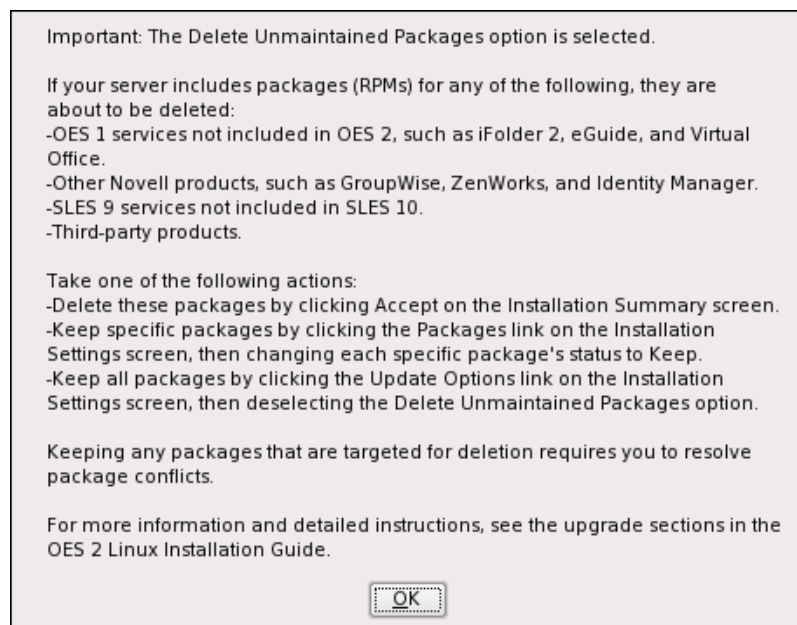 Important: The Delete Unmaintained Packages option is selected.
If your server includes packages (RPMs) for any of the following, they are
about to be deleted:
-OES 1 services not included in OES 2, such as iFolder 2, eGuide, and Virtual
Office.
-Other Novell products, such as GroupWise, ZenWorks, and Identity Manager.
-SLES 9 services not included in SLES 10.
-Third-party products.
Take one of the following actions:
-Delete these packages by clicking Accept on the Installation Summary screen.
-Keep specific packages by clicking the Packages link on the Installation
Settings screen, then changing each specific package's status to Keep.
-Keep all packages by clicking the Update Options link on the Installation
Settings screen, then deselecting the Delete Unmaintained Packages option.
Keeping any packages that are targeted for deletion requires you to resolve
package conflicts.
For more information and detailed instructions, see the upgrade sections in the
OES 2 Linux Installation Guide.
OK